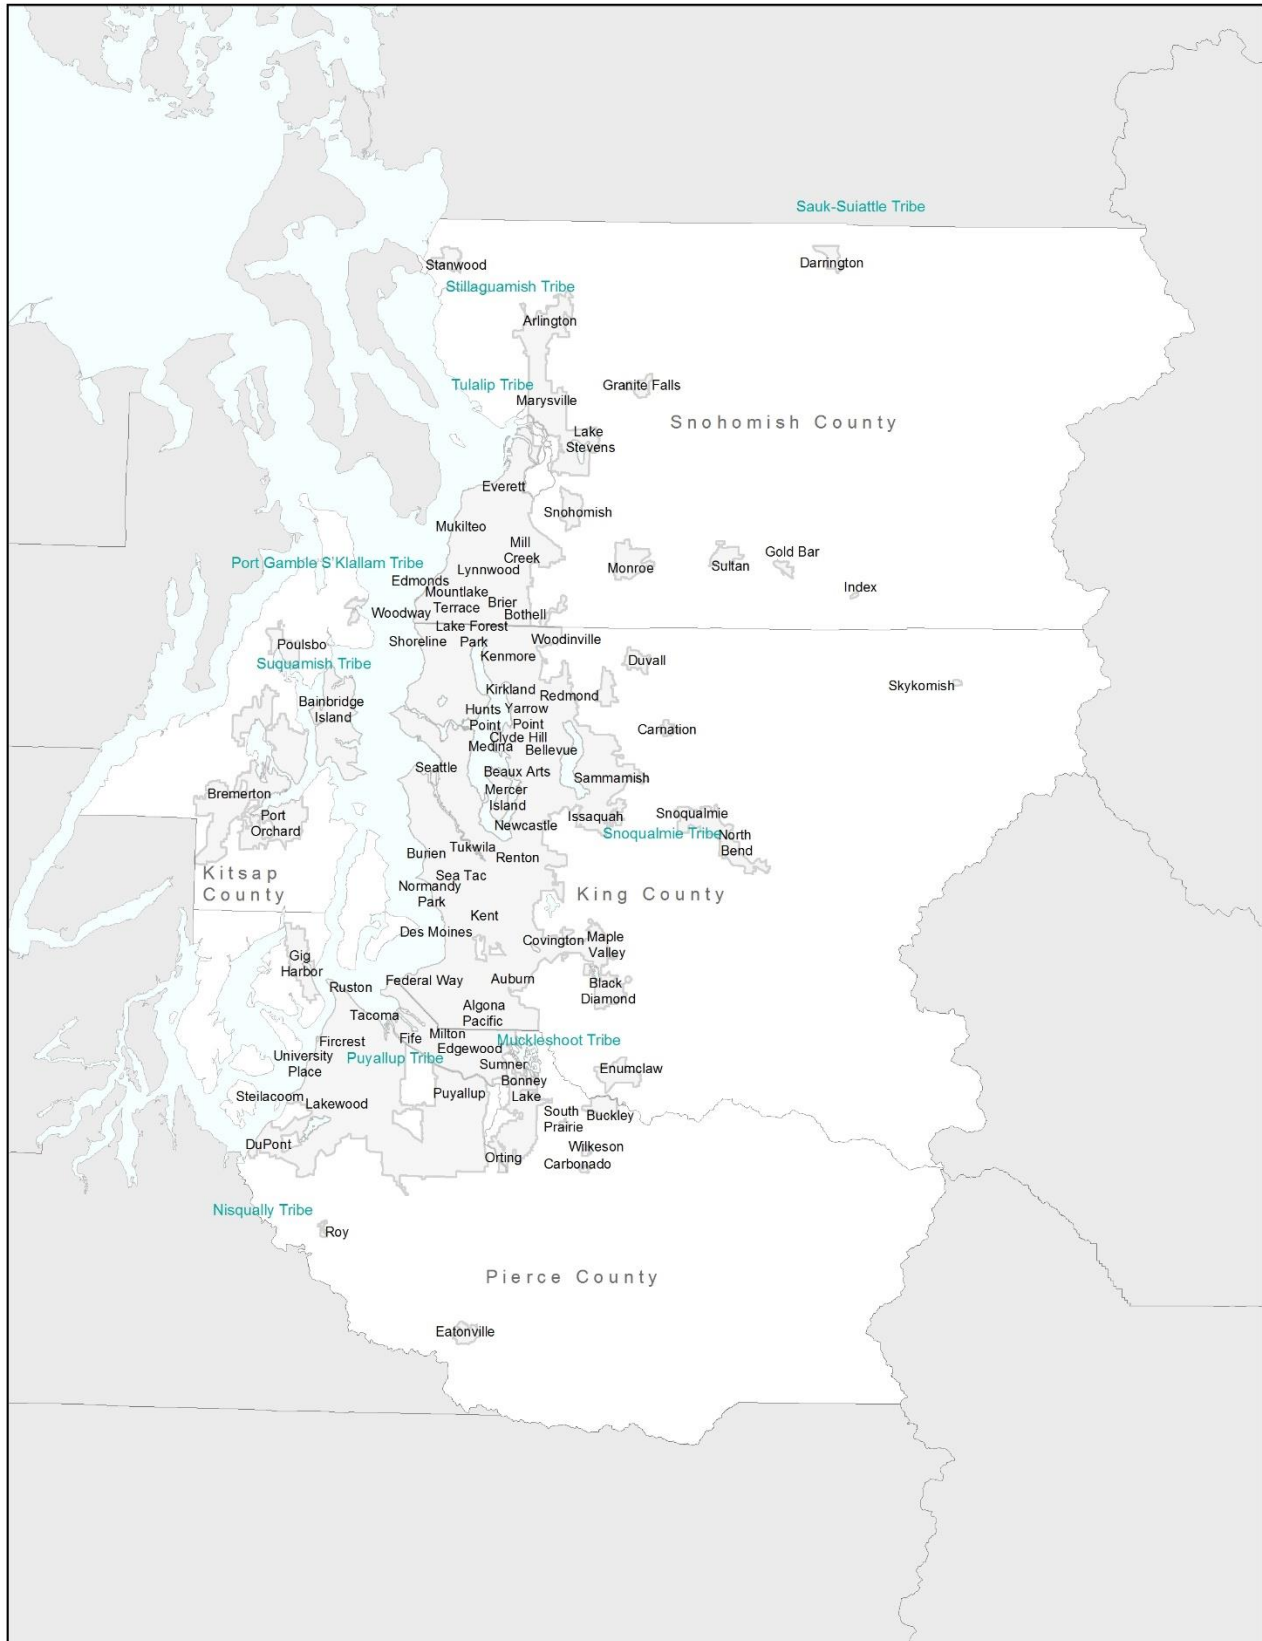 Sauk-Suiattle Tribe
Darrington
Stanwood
Stillaguamish Tribe
Arlington
Tulalip Tribe
Granite Falls
Marysville
Snohomish County
Lake
Stevens
Everett
Snohomish
Mukilteo
Mill
Creek
Gold Bar
Port Gamble S'Klallam Tribe
Lynnwood
Monroe
Sultan
Edmonds
Index
Mountlake
Terrace
Brier
Woodway
Bothell
Lake Forest
Park
Shoreline
Woodinville
Poulsbo
Kenmore
Duvall
Suquamish Tribe
Skykomish
Kirkland
Redmond
Bainbridge
Island
Hunts
Point
Yarrow
Point
Carnation
Clyde Hill
Medina
Bellevue
Seattle
Beaux Arts
Sammamish
Mercer
Island
Bremerton
Port
Orchard
Issaquah
Snoqualmie
Newcastle
Snoqualmie Tribe
North
Bend
Tukwila
Burien
Renton
Kitsap
County
Sea Tac
Normandy
Park
King County
Kent
Des Moines
Covington
Maple
Valley
Gig
Harbor
Federal Way
Auburn
Ruston
Black
Diamond
Algona
Pacific
Tacoma
Milton
Fife
Muckleshoot Tribe
Fircrest
Edgewood
University
Place
Puyallup Tribe
Sumner
Enumclaw
Bonney
Lake
Puyallup
Steilacoom
Lakewood
South
Prairie
Buckley
DuPont
Wilkeson
Orting
Carbonado
Nisqually Tribe
Roy
Pierce County
Eatonville